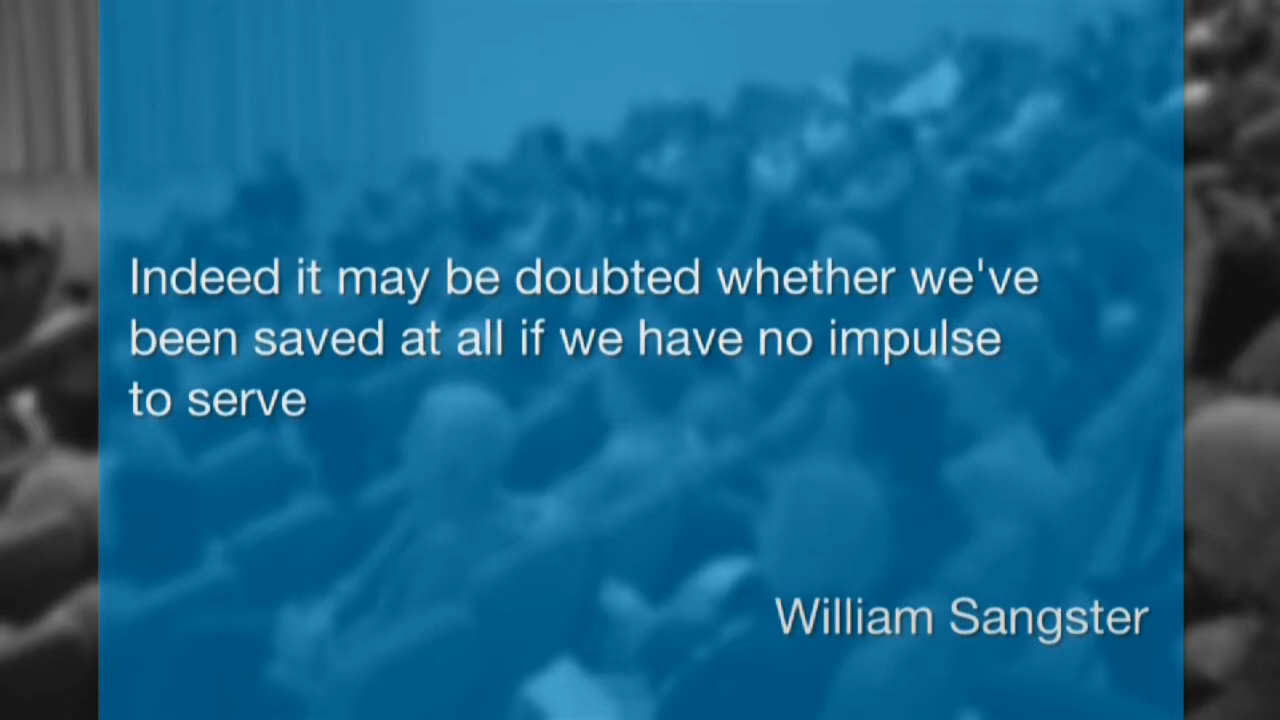 Indeed it may be doubted whether we've
been saved at all if we have no impulse
to serve
William Sangster